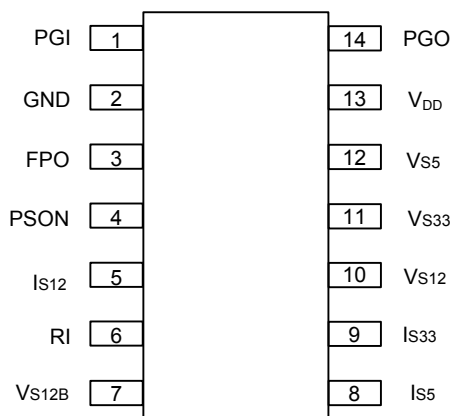 PGI 1 14 PGO
GND 2 13 VDD
FPO 3 12 VS5
PSON 4 11 VS33
IS12 5 10 VS12
RI 6 9 IS33
VS12B 7 8 IS5